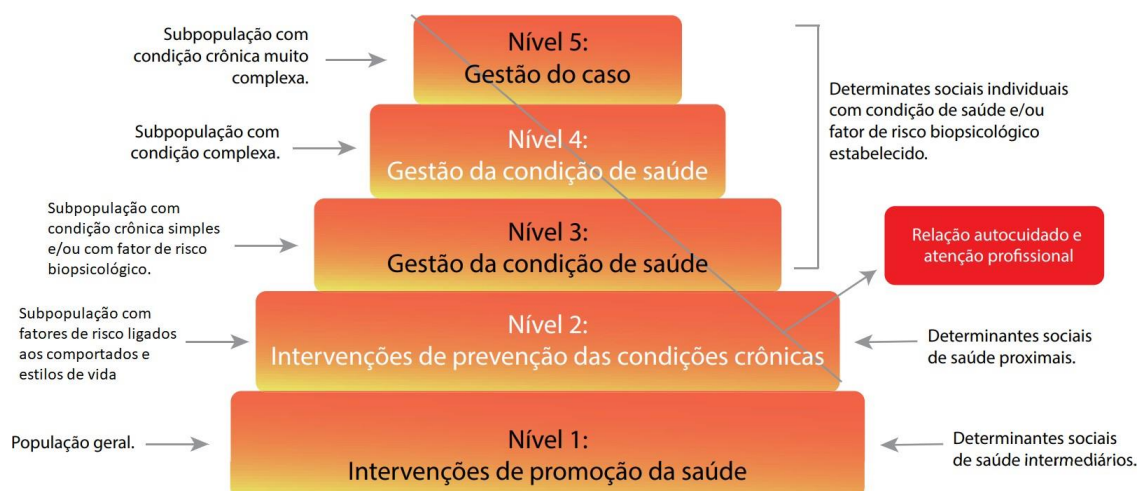 Subpopulação com
condição crônica muito
complexa.
Nível 5:
Gestão do caso
Determinates sociais individuais
com condição de saúde e/ou
fator de risco biopsicológico
estabelecido.
Subpopulação com
condição complexa.
Nível 4:
Gestão da condição de saúde
Subpopulação com
condição crônica simples
e/ou com fator de risco
biopsicológico.
Nível 3:
Gestão da condição de saúde
Relação autocuidado e
atenção profissional
Subpopulação com
fatores de risco ligados
aos comportados e
estilos de vida
Nível 2:
Intervenções de prevenção das condições crônicas
Determinantes sociais
de saúde proximais.
População geral.
Nível 1:
Intervenções de promoção da saúde
Determinantes sociais
de saúde intermediários.